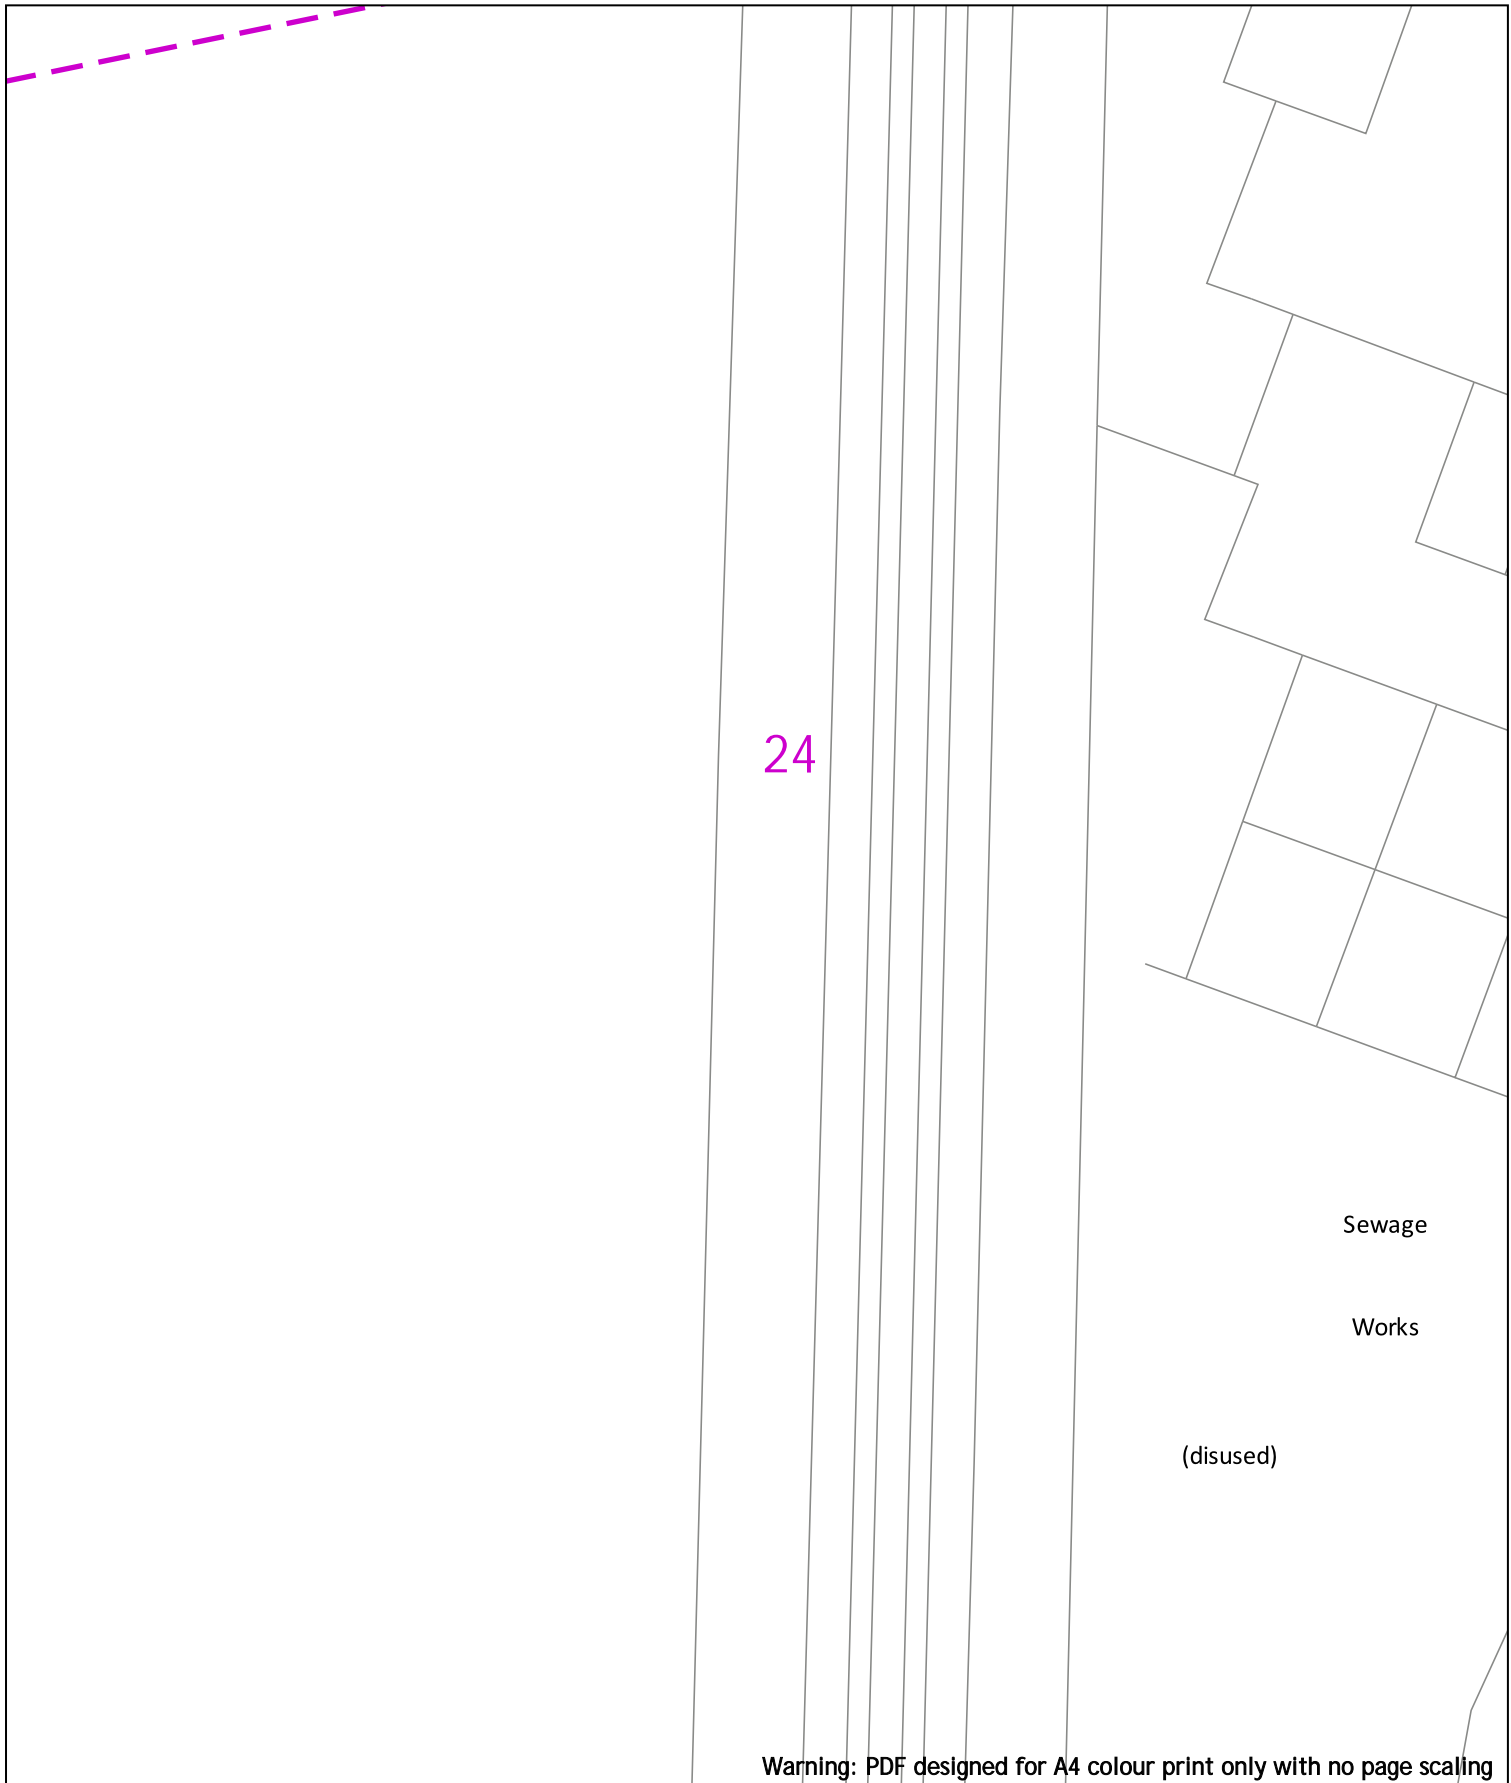 24
Sewage
Works
(disused)
Warning: PDF designed for A4 colour print only with no page scaling